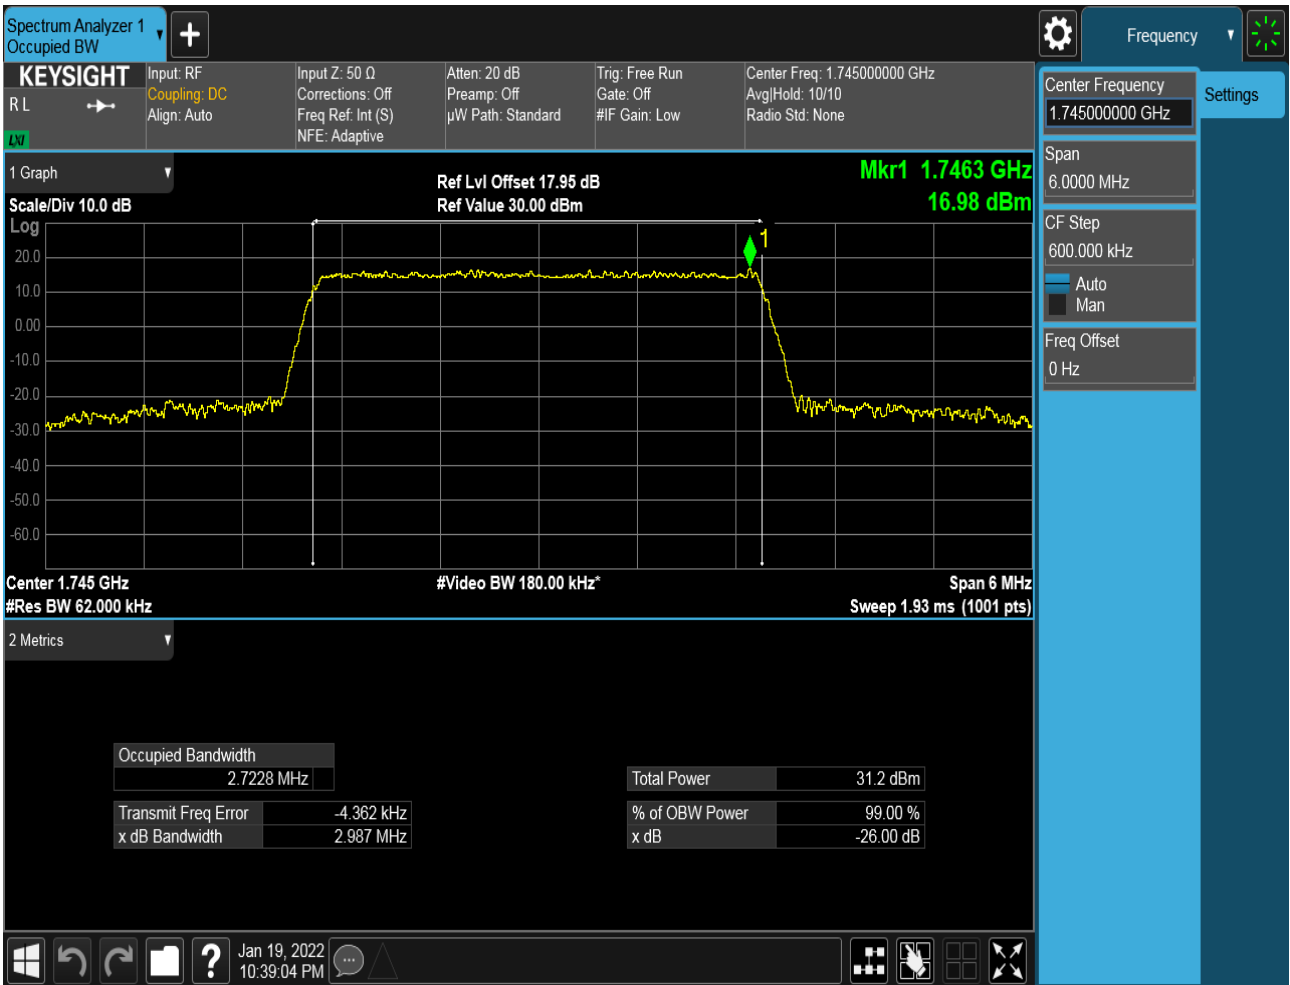 Spectrum Analyzer 1
Occupied BW
+
Frequency
KEYSIGHT
R L
LXI
Input: RF
Coupling: DC
Align: Auto
Input Z: 50 Ω
Corrections: Off
Freq Ref: Int (S)
NFE: Adaptive
Atten: 20 dB
Preamp: Off
µW Path: Standard
Trig: Free Run
Gate: Off
#IF Gain: Low
Center Freq: 1.745000000 GHz
Avg|Hold: 10/10
Radio Std: None
Center Frequency
1.745000000 GHz
Settings
Span
6.0000 MHz
CF Step
600.000 kHz
Auto
Man
Freq Offset
0 Hz
1 Graph
Scale/Div 10.0 dB
Ref Lvl Offset 17.95 dB
Ref Value 30.00 dBm
Mkr1 1.7463 GHz
16.98 dBm
Log
1
20.0
10.0
0.00
-10.0
-20.0
-30.0
-40.0
-50.0
-60.0
Center 1.745 GHz
#Video BW 180.00 kHz*
Span 6 MHz
#Res BW 62.000 kHz
Sweep 1.93 ms (1001 pts)
2 Metrics
Occupied Bandwidth
2.7228 MHz
Total Power 31.2 dBm
Transmit Freq Error -4.362 kHz
% of OBW Power 99.00 %
x dB Bandwidth 2.987 MHz
x dB -26.00 dB
?
Jan 19, 2022
10:39:04 PM